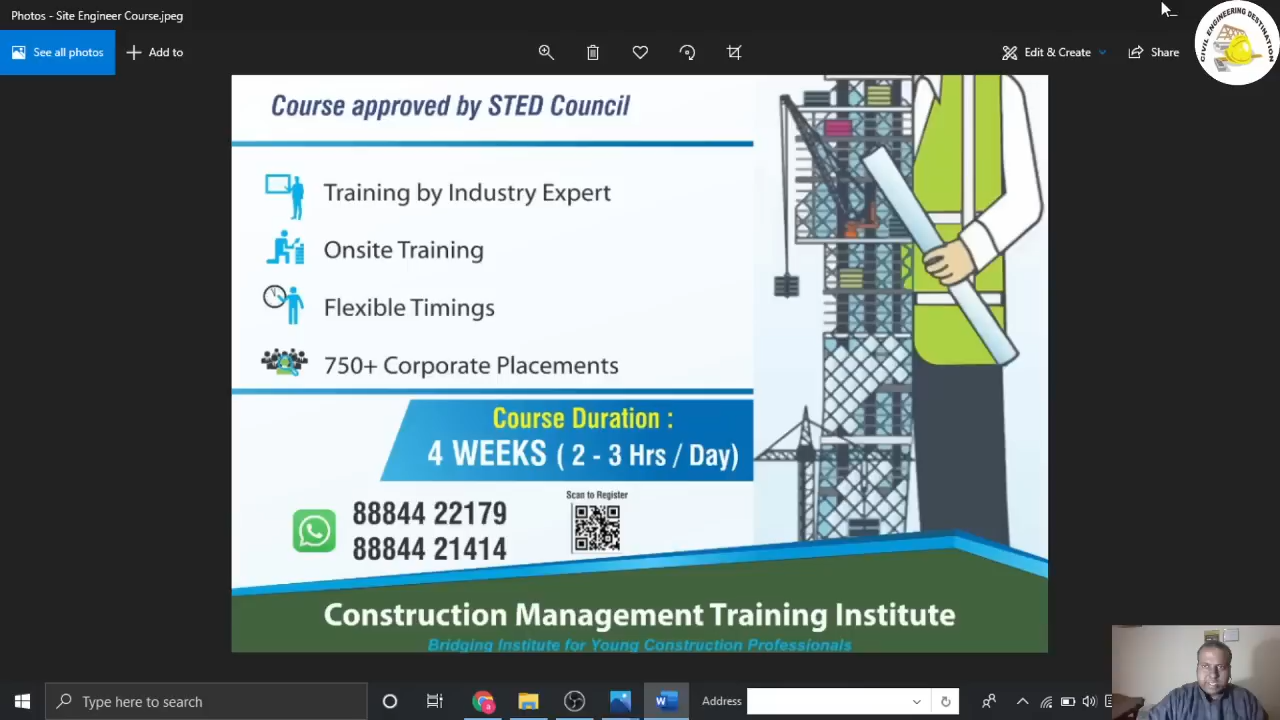 Photos - Site Engineer Course.jpeg
See all photos
Add to
Edit & Create
Share
CIVIL ENGINEERING DESTINATION
Course approved by STED Council
Training by Industry Expert
Onsite Training
Flexible Timings
750+ Corporate Placements
Course Duration :
4 WEEKS ( 2 - 3 Hrs / Day)
Scan to Register
88844 22179
88844 21414
Construction Management Training Institute
Bridging Institute for Young Construction Professionals
Type here to search
Address